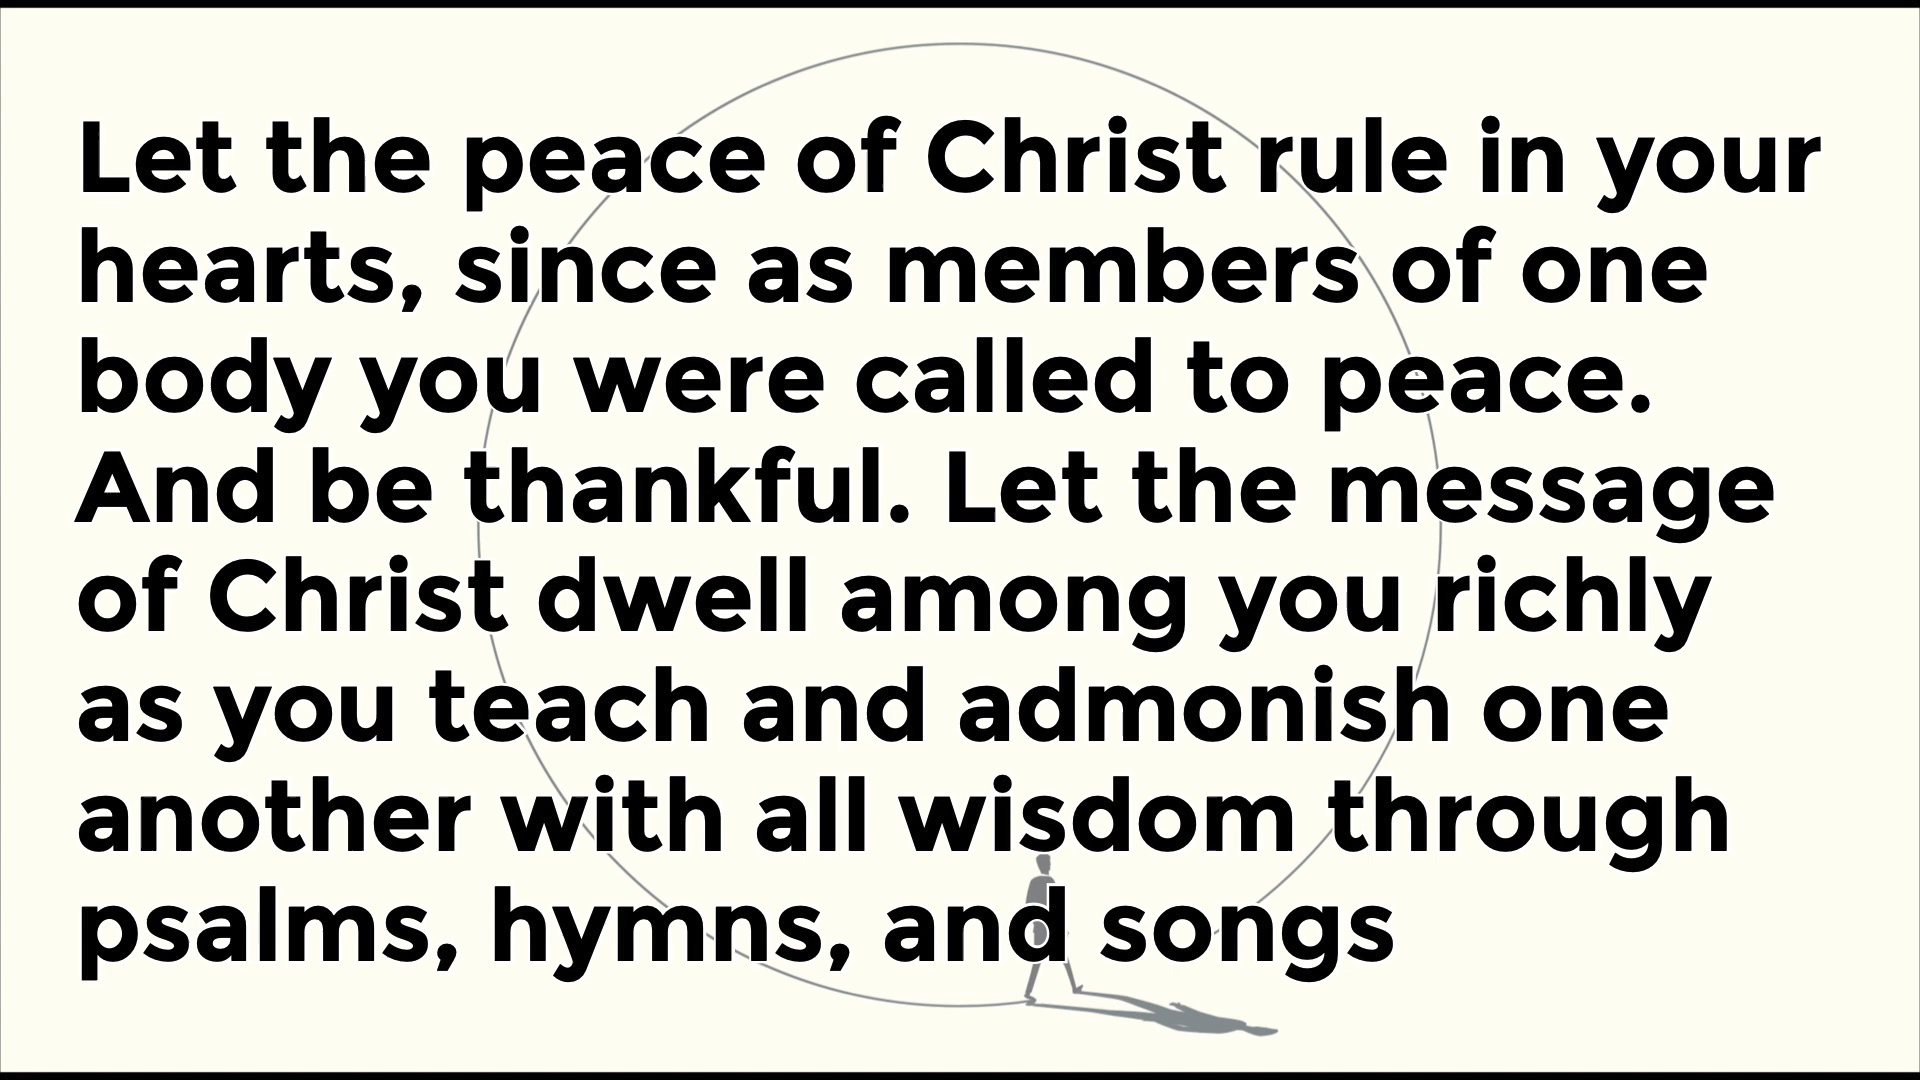 Let the peace of Christ rule in your
hearts, since as members of one
body you were called to peace.
And be thankful. Let the message
of Christ dwell among you richly
as you teach and admonish one
another with all wisdom through
psalms, hymns, and songs